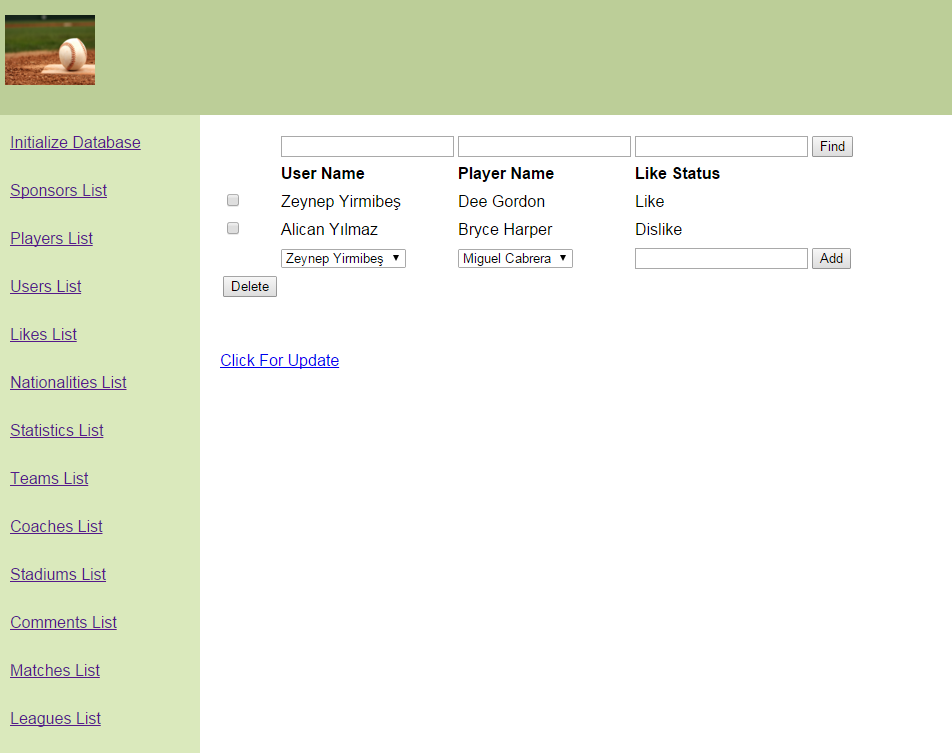 Find
User Name Player Name Like Status
Zeynep Yirmibeş Dee Gordon Like
Alican Yılmaz Bryce Harper Dislike
Zeynep Yirmibeş Miguel Cabrera Add
Delete
Click For Update
Initialize Database
Sponsors List
Players List
Users List
Likes List
Nationalities List
Statistics List
Teams List
Coaches List
Stadiums List
Comments List
Matches List
Leagues List